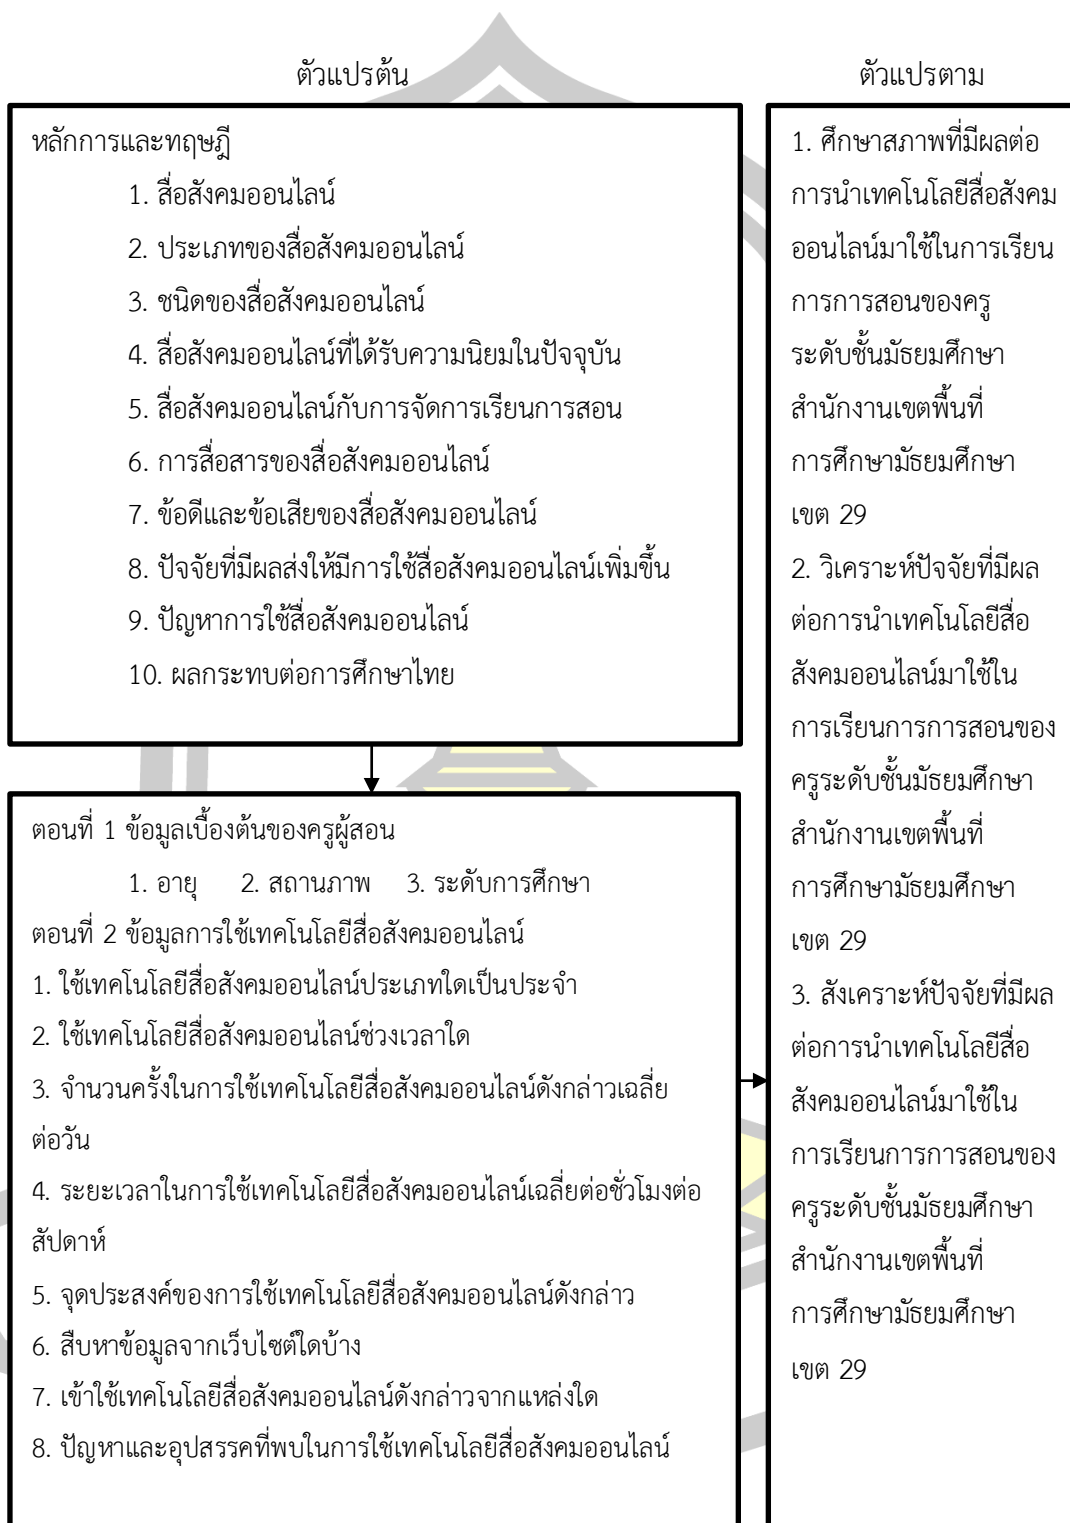 ตัวแปรต้น
หลักการและทฤษฎี
1. สื่อสังคมออนไลน์
2. ประเภทของสื่อสังคมออนไลน์
3. ชนิดของสื่อสังคมออนไลน์
4. สื่อสังคมออนไลน์ที่ได้รับความนิยมในปัจจุบัน
5. สื่อสังคมออนไลน์กับการจัดการเรียนการสอน
6. การสื่อสารของสื่อสังคมออนไลน์
7. ข้อดีและข้อเสียของสื่อสังคมออนไลน์
8. ปัจจัยที่มีผลส่งให้มีการใช้สื่อสังคมออนไลน์เพิ่มขึ้น
9. ปัญหาการใช้สื่อสังคมออนไลน์
10. ผลกระทบต่อการศึกษาไทย
ตอนที่ 1 ข้อมูลเบื้องต้นของครูผู้สอน
1. อายุ 2. สถานภาพ 3. ระดับการศึกษา
ตอนที่ 2 ข้อมูลการใช้เทคโนโลยีสื่อสังคมออนไลน์
1. ใช้เทคโนโลยีสื่อสังคมออนไลน์ประเภทใดเป็นประจำ
2. ใช้เทคโนโลยีสื่อสังคมออนไลน์ช่วงเวลาใด
3. จำนวนครั้งในการใช้เทคโนโลยีสื่อสังคมออนไลน์ดังกล่าวเฉลี่ย
ต่อวัน
4. ระยะเวลาในการใช้เทคโนโลยีสื่อสังคมออนไลน์เฉลี่ยต่อชั่วโมงต่อ
สัปดาห์
5. จุดประสงค์ของการใช้เทคโนโลยีสื่อสังคมออนไลน์ดังกล่าว
6. สืบหาข้อมูลจากเว็บไซต์ใดบ้าง
7. เข้าใช้เทคโนโลยีสื่อสังคมออนไลน์ดังกล่าวจากแหล่งใด
8. ปัญหาและอุปสรรคที่พบในการใช้เทคโนโลยีสื่อสังคมออนไลน์
ตัวแปรตาม
1. ศึกษาสภาพที่มีผลต่อ
การนำเทคโนโลยีสื่อสังคม
ออนไลน์มาใช้ในการเรียน
การการสอนของครู
ระดับชั้นมัธยมศึกษา
สำนักงานเขตพื้นที่
การศึกษามัธยมศึกษา
เขต 29
2. วิเคราะห์ปัจจัยที่มีผล
ต่อการนำเทคโนโลยีสื่อ
สังคมออนไลน์มาใช้ใน
การเรียนการการสอนของ
ครูระดับชั้นมัธยมศึกษา
สำนักงานเขตพื้นที่
การศึกษามัธยมศึกษา
เขต 29
3. สังเคราะห์ปัจจัยที่มีผล
ต่อการนำเทคโนโลยีสื่อ
สังคมออนไลน์มาใช้ใน
การเรียนการการสอนของ
ครูระดับชั้นมัธยมศึกษา
สำนักงานเขตพื้นที่
การศึกษามัธยมศึกษา
เขต 29